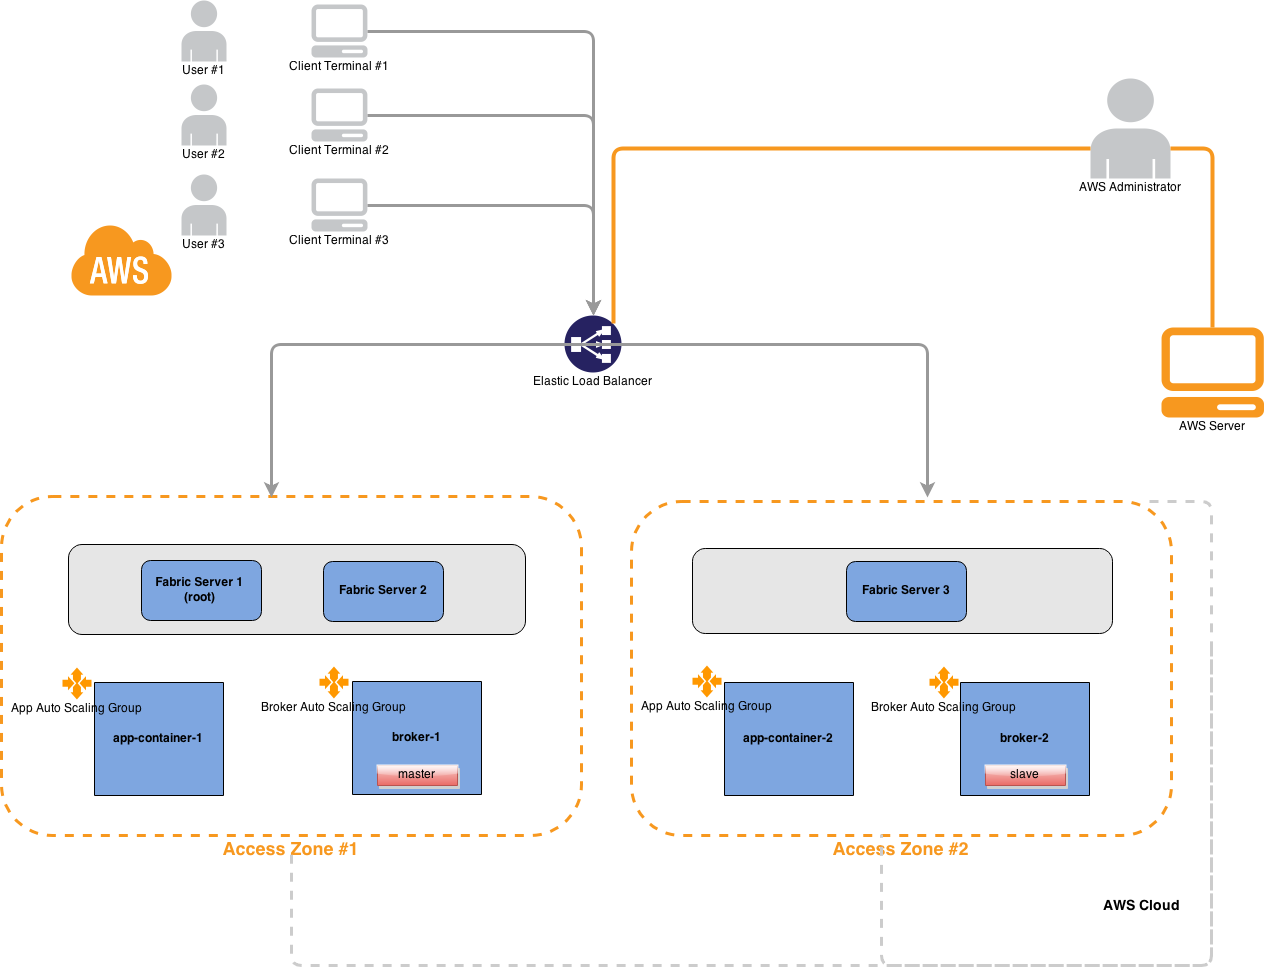 User #1
Client Terminal #1
User #2
Client Terminal #2
AWS Administrator
User #3
Client Terminal #3
AWS
Elastic Load Balancer
AWS Server
Fabric Server 1
(root)
Fabric Server 2
Fabric Server 3
App Auto Scaling Group
Broker Auto Scaling Group
App Auto Scaling Group
Broker Auto Scaling Group
app-container-1
broker-1
app-container-2
broker-2
master
slave
Access Zone #1
Access Zone #2
AWS Cloud